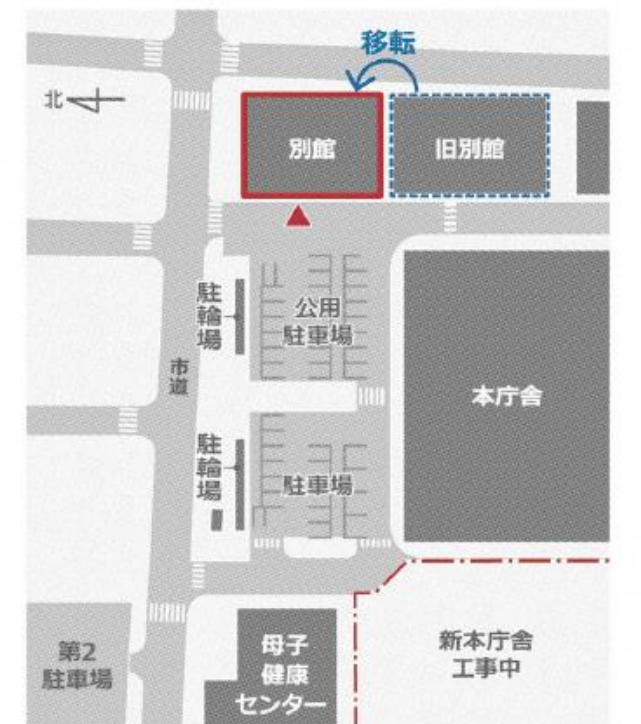 移転
北
別館
旧別館
駐輪場
公用
駐車場
市道
本庁舎
駐輪場
駐車場
第2
駐車場
母子
健康
センター
新本庁舎
工事中